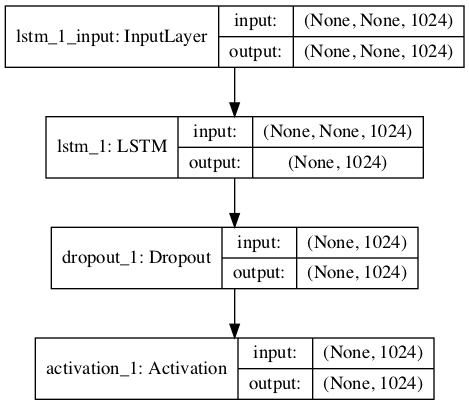 lstm_1_input: InputLayer
input: (None, None, 1024)
output: (None, None, 1024)
lstm_1: LSTM
input: (None, None, 1024)
output: (None, 1024)
dropout_1: Dropout
input: (None, 1024)
output: (None, 1024)
activation_1: Activation
input: (None, 1024)
output: (None, 1024)